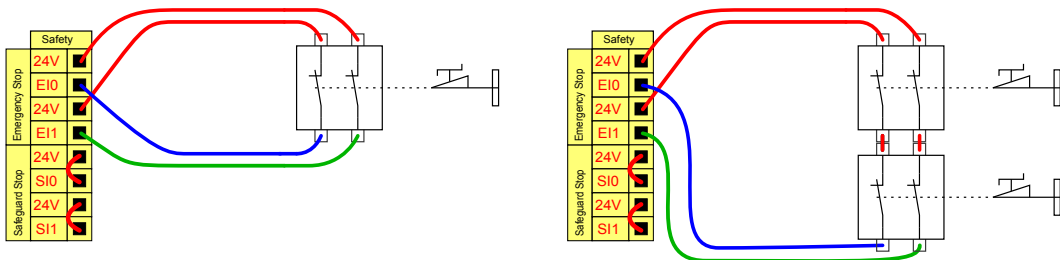 Safety
Emergency Stop
24V
EI0
24V
EI1
Safeguard Stop
24V
SI0
24V
SI1
Safety
Emergency Stop
24V
EI0
24V
EI1
Safeguard Stop
24V
SI0
24V
SI1